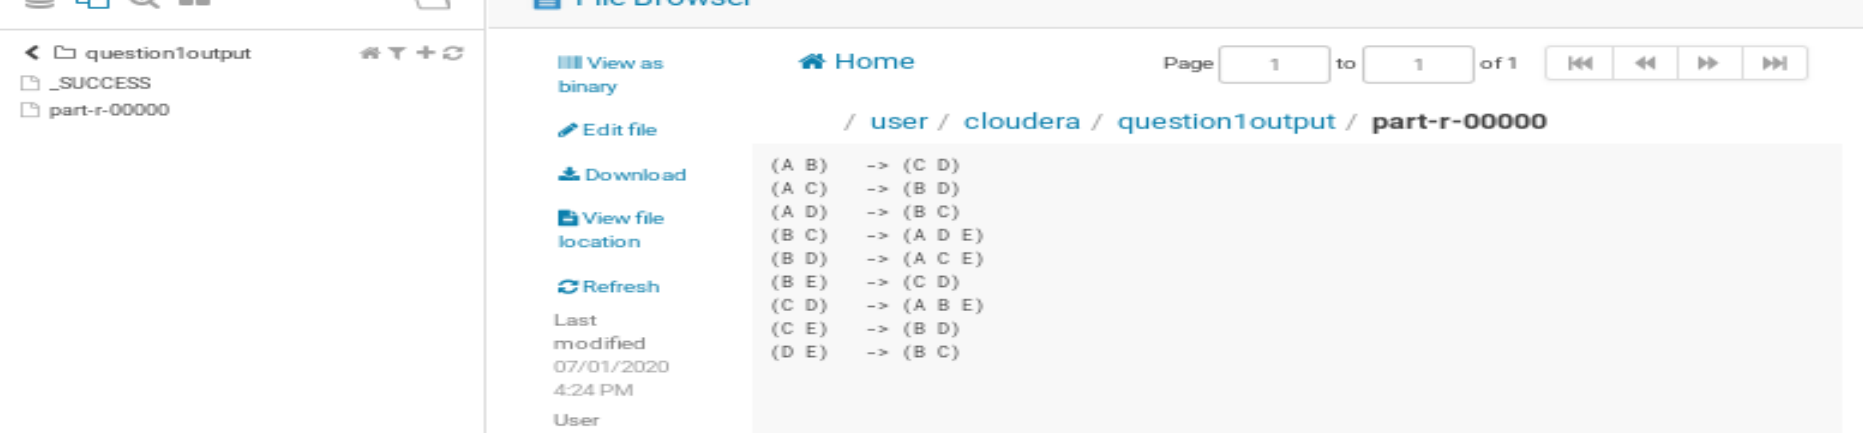 File Browser
question1output
_SUCCESS
part-r-00000
View as
binary
Edit file
Download
View file
location
Refresh
Last
modified
07/01/2020
4:24 PM
User
Home
Page 1 to 1 of 1
/ user / cloudera / question1output / part-r-00000
(A B) -> (C D)
(A C) -> (B D)
(A D) -> (B C)
(B C) -> (A D E)
(B D) -> (A C E)
(B E) -> (C D)
(C D) -> (A B E)
(C E) -> (B D)
(D E) -> (B C)